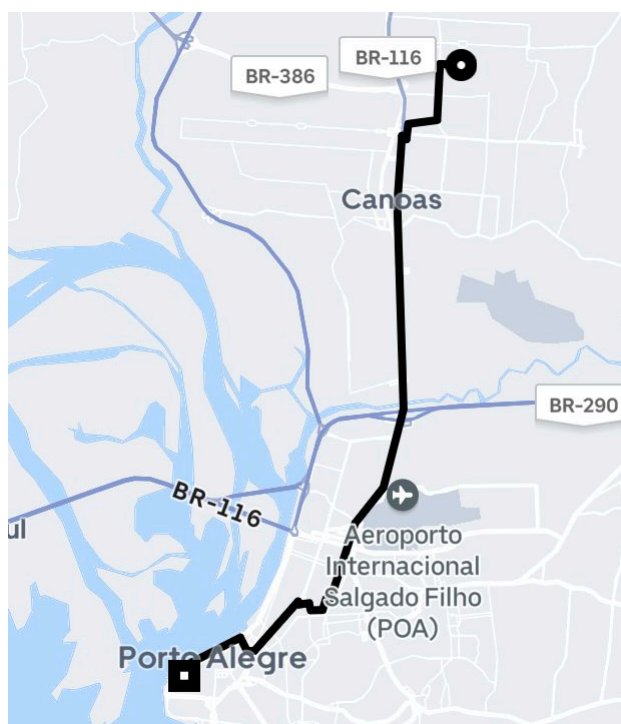 BR-116
BR-386
Canoas
BR-290
BR-116
ul
Aeroporto
Internacional
Salgado Filho
(POA)
Porto Alegre